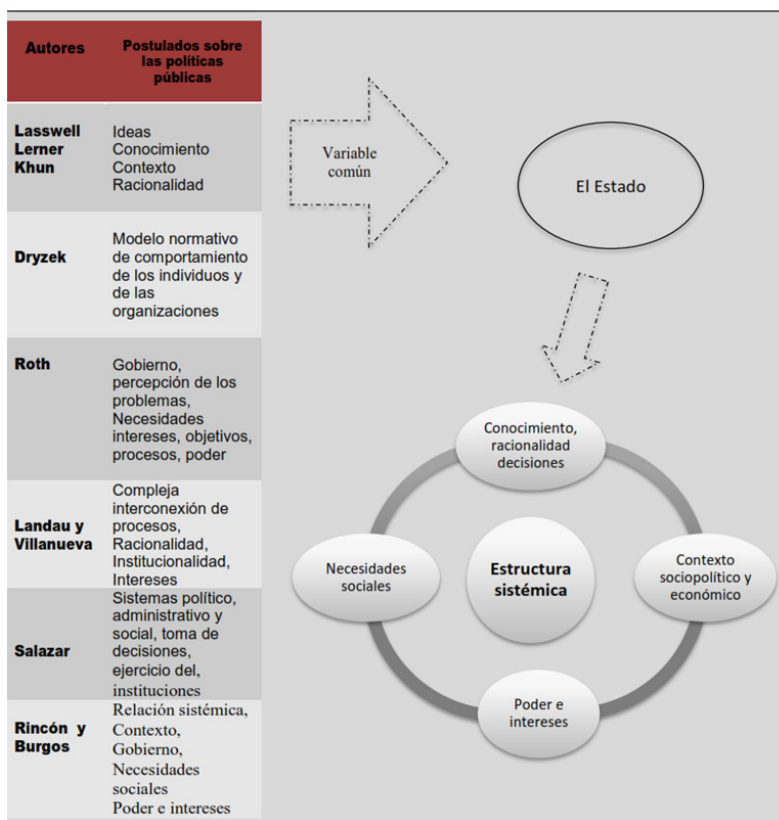 Autores
Postulados sobre
las políticas
públicas
Lasswell
Lerner
Khun
Ideas
Conocimiento
Contexto
Racionalidad
Dryzek
Modelo normativo
de comportamiento
de los individuos y
de las
organizaciones
Roth
Gobierno,
percepción de los
problemas,
Necesidades
intereses, objetivos,
procesos, poder
Landau y
Villanueva
Compleja
interconexión de
procesos,
Racionalidad,
Institucionalidad,
Intereses
Salazar
Sistemas político,
administrativo y
social, toma de
decisiones,
ejercicio del,
instituciones
Rincón y
Burgos
Relación sistémica,
Contexto,
Gobierno,
Necesidades
sociales
Poder e intereses
Variable
común
El Estado
Conocimiento,
racionalidad
decisiones
Necesidades
sociales
Estructura
sistémica
Contexto
sociopolítico y
económico
Poder e
intereses